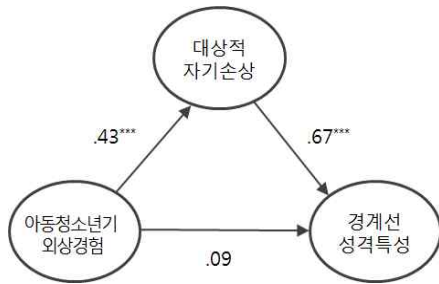 대상적
자기손상
.43***
.67***
아동청소년기
외상경험
경계선
성격특성
.09